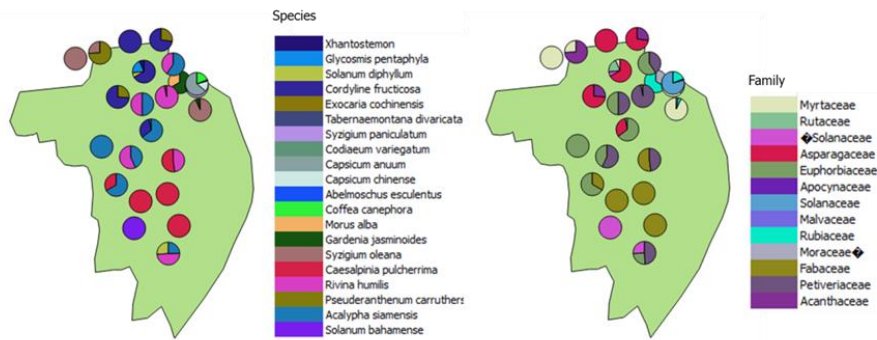 Species
Xhantostemon
Glycosmis pentaphyla
Solanum diphyllum
Cordyline fructicosa
Exocaria cochinensis
Tabernaemontana divaricata
Syzigium paniculatum
Codiaeum variegatum
Capsicum anuum
Capsicum chinense
Abelmoschus esculentus
Coffea canephora
Morus alba
Gardenia jasminoides
Syzigium oleana
Caesalpinia pulcherrima
Rivina humilis
Pseuderanthenum carruthers
Acalypha siamensis
Solanum bahamense
Family
Myrtaceae
Rutaceae
�Solanaceae
Asparagaceae
Euphorbiaceae
Apocynaceae
Solanaceae
Malvaceae
Rubiaceae
Moraceae�
Fabaceae
Petiveriaceae
Acanthaceae